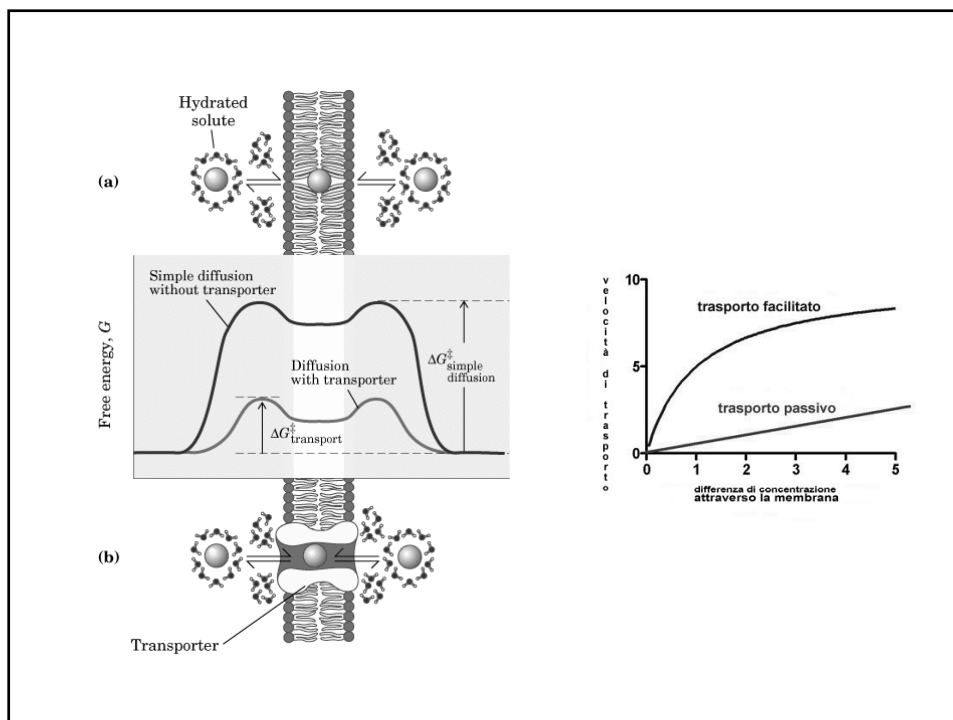 Hydrated
solute
(a)
Simple diffusion
without transporter
Diffusion
with transporter
ΔG‡simple
diffusion
ΔG‡transport
Free energy, G
(b)
Transporter
velocità di trasporto
10
5
0
trasporto facilitato
trasporto passivo
0 1 2 3 4 5
differenza di concentrazione
attraverso la membrana